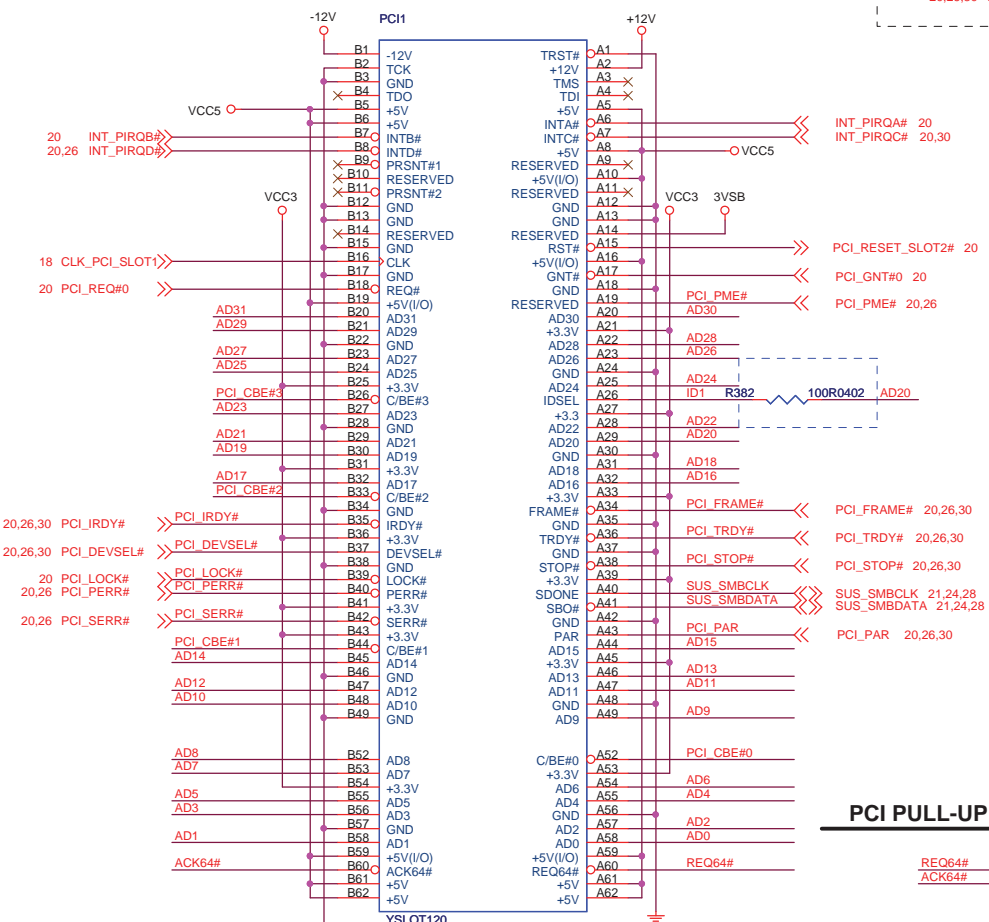 -12V PCI1 +12V
B1 -12V TRST# A1
B2 TCK +12V A2
B3 GND TMS A3
B4 TDO TDI A4
VCC5 B5 +5V +5V A5
B6 +5V INTA# A6 INT_PIRQA# 20
20 INT_PIRQB# B7 INTB# INTC# A7 INT_PIRQC# 20,30
20,26 INT_PIRQD# B8 INTD# +5V A8 VCC5
B9 PRSNT#1 RESERVED A9
B10 RESERVED +5V(I/O) A10
B11 PRSNT#2 RESERVED A11
VCC3 B12 GND GND A12 VCC3 3VSB
B13 GND GND A13
B14 RESERVED RESERVED A14
B15 GND RST# A15 PCI_RESET_SLOT2# 20
18 CLK_PCI_SLOT1 B16 CLK +5V(I/O) A16
B17 GND GNT# A17 PCI_GNT#0 20
20 PCI_REQ#0 B18 REQ# GND A18
B19 +5V(I/O) RESERVED A19 PCI_PME# PCI_PME# 20,26
AD31 B20 AD31 AD30 A20 AD30
AD29 B21 AD29 +3.3V A21
B22 GND AD28 A22 AD28
AD27 B23 AD27 AD26 A23 AD26
AD25 B24 AD25 GND A24
B25 +3.3V AD24 A25 AD24
PCI_CBE#3 B26 C/BE#3 IDSEL A26 ID1 R382 100R0402 AD20
AD23 B27 AD23 +3.3 A27
B28 GND AD22 A28 AD22
AD21 B29 AD21 AD20 A29 AD20
AD19 B30 AD19 GND A30
B31 +3.3V AD18 A31 AD18
AD17 B32 AD17 AD16 A32 AD16
PCI_CBE#2 B33 C/BE#2 +3.3V A33
B34 GND FRAME# A34 PCI_FRAME# PCI_FRAME# 20,26,30
20,26,30 PCI_IRDY# PCI_IRDY# B35 IRDY# GND A35
B36 +3.3V TRDY# A36 PCI_TRDY# PCI_TRDY# 20,26,30
20,26,30 PCI_DEVSEL# PCI_DEVSEL# B37 DEVSEL# GND A37
B38 GND STOP# A38 PCI_STOP# PCI_STOP# 20,26,30
20 PCI_LOCK# PCI_LOCK# B39 LOCK# +3.3V A39
20,26 PCI_PERR# PCI_PERR# B40 PERR# SDONE A40 SUS_SMBCLK SUS_SMBCLK 21,24,28
B41 +3.3V SBO# A41 SUS_SMBDATA SUS_SMBDATA 21,24,28
20,26 PCI_SERR# PCI_SERR# B42 SERR# GND A42
B43 +3.3V PAR A43 PCI_PAR PCI_PAR 20,26,30
PCI_CBE#1 B44 C/BE#1 AD15 A44 AD15
AD14 B45 AD14 +3.3V A45
B46 GND AD13 A46 AD13
AD12 B47 AD12 AD11 A47 AD11
AD10 B48 AD10 GND A48
B49 GND AD9 A49 AD9
AD8 B52 AD8 C/BE#0 A52 PCI_CBE#0
AD7 B53 AD7 +3.3V A53
B54 +3.3V AD6 A54 AD6
AD5 B55 AD5 AD4 A55 AD4
AD3 B56 AD3 GND A56
B57 GND AD2 A57 AD2
AD1 B58 AD1 AD0 A58 AD0
B59 +5V(I/O) +5V(I/O) A59
ACK64# B60 ACK64# REQ64# A60 REQ64#
B61 +5V +5V A61
B62 +5V +5V A62
YSLOT120
PCI PULL-UP
REQ64#
ACK64#